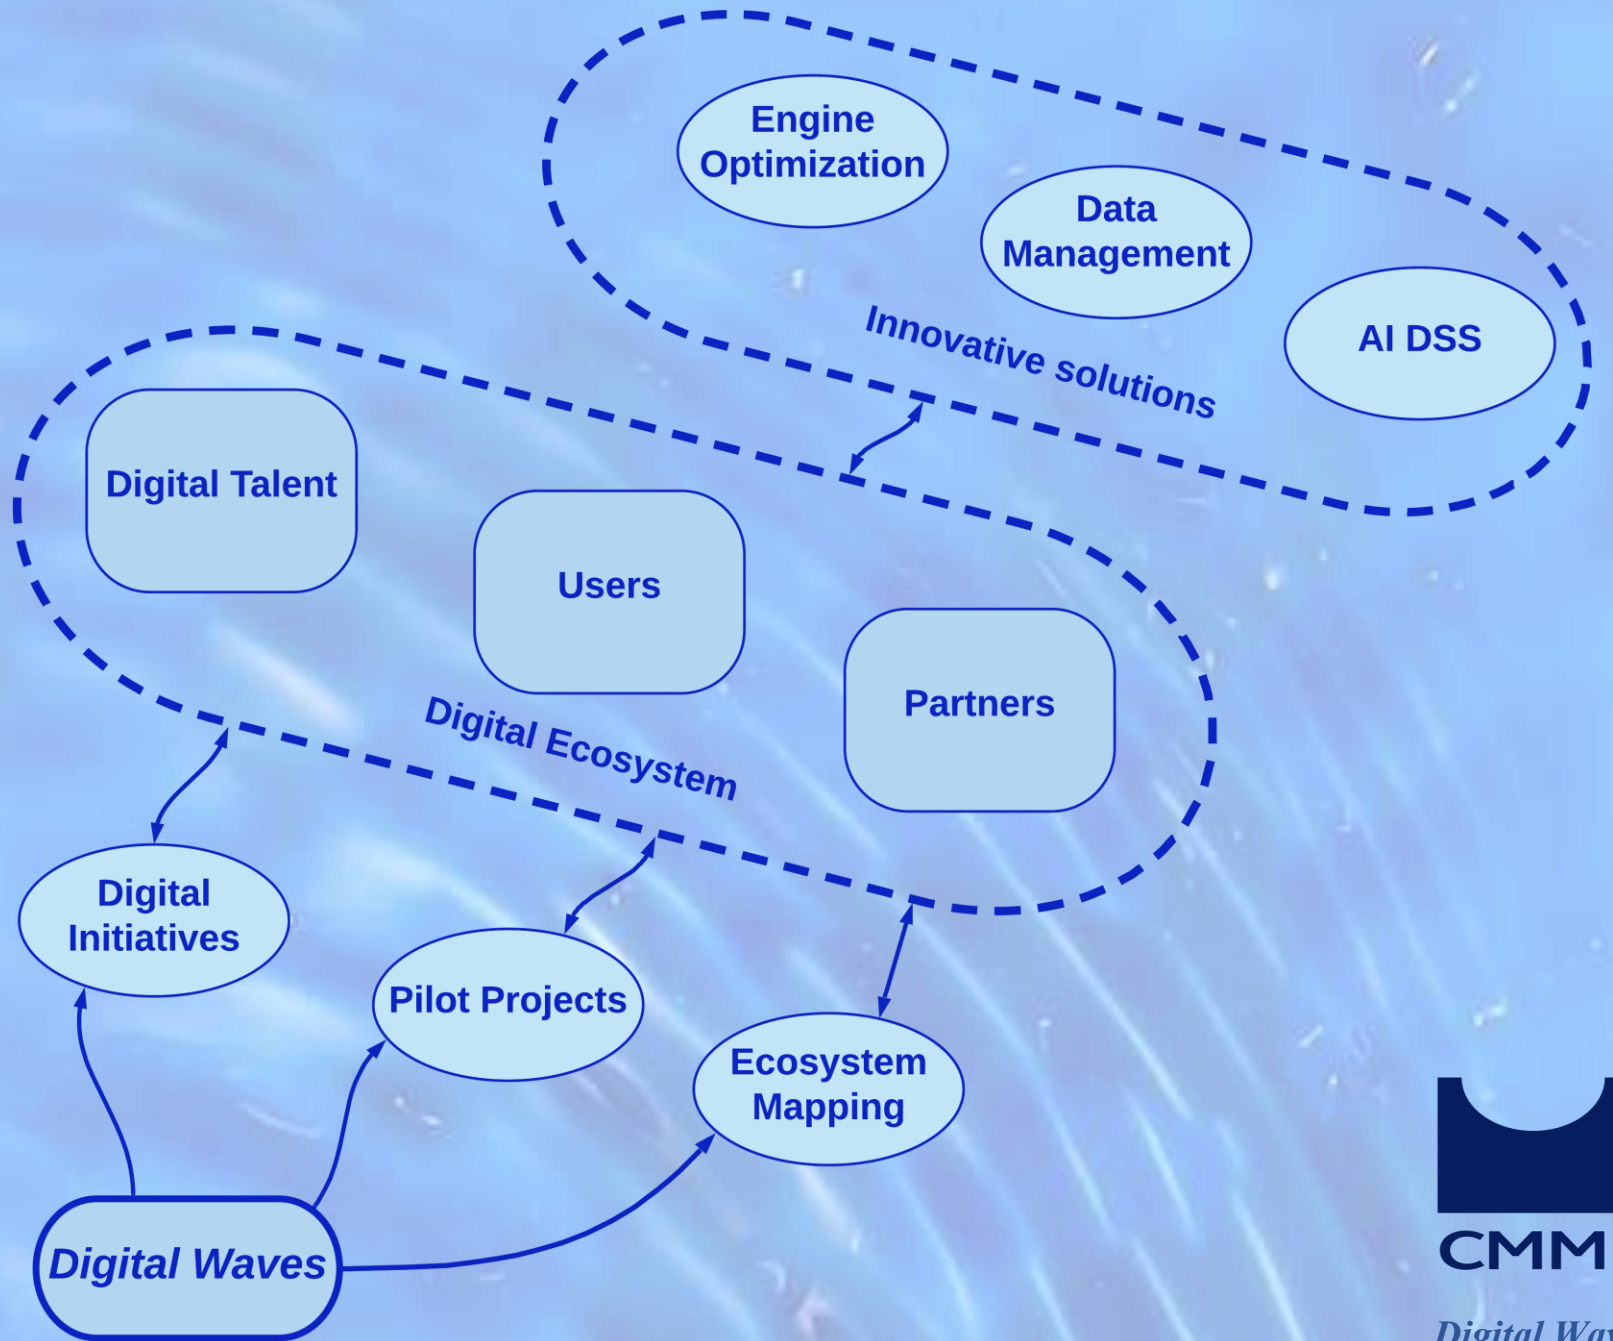 Engine
Optimization
Data
Management
AI DSS
Innovative solutions
Digital Talent
Users
Partners
Digital Ecosystem
Digital
Initiatives
Pilot Projects
Ecosystem
Mapping
Digital Waves
CMM
Digital